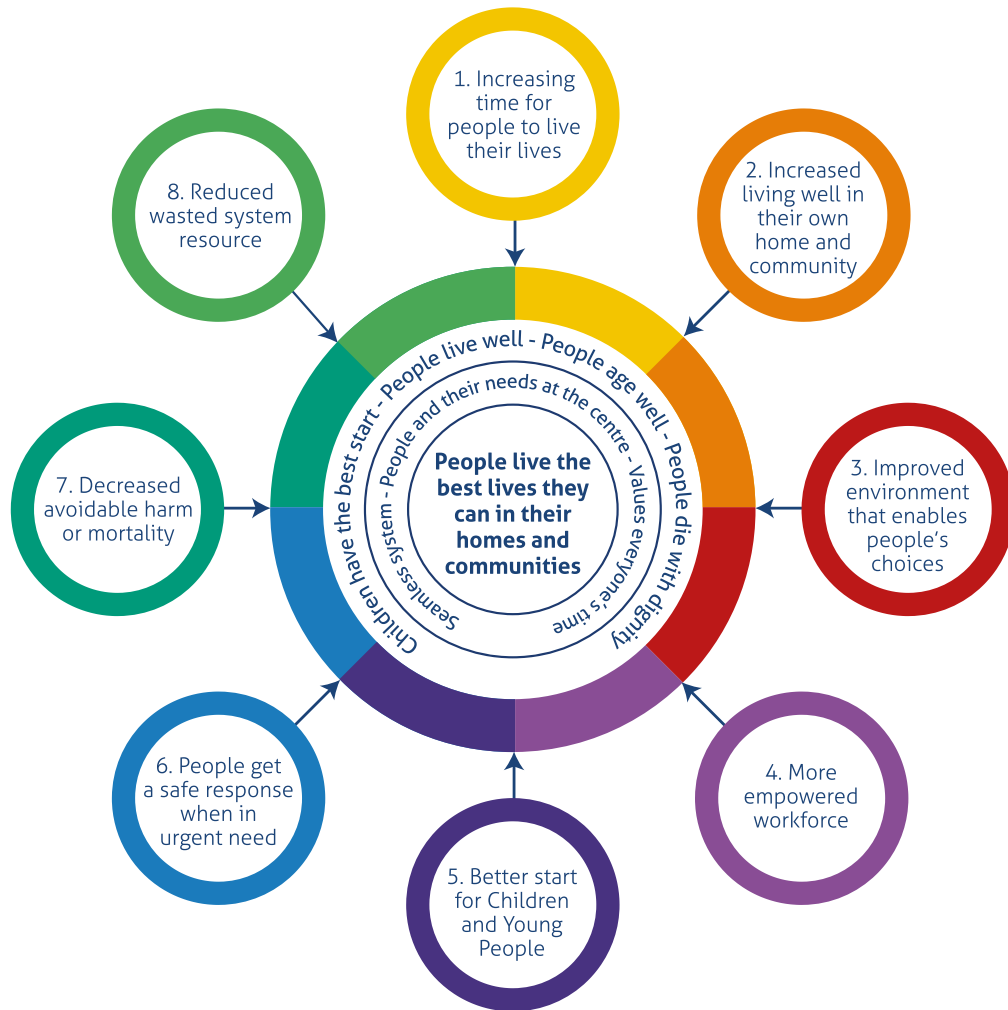 1. Increasing
time for
people to live
their lives
2. Increased
living well in
their own
home and
community
3. Improved
environment
that enables
people's
choices
4. More
empowered
workforce
5. Better start
for Children
and Young
People
6. People get
a safe response
when in
urgent need
7. Decreased
avoidable harm
or mortality
8. Reduced
wasted system
resource
Children have the best start - People live well - People age well - People die with dignity
Seamless system - People and their needs at the centre - Values everyone's time
People live the
best lives they
can in their
homes and
communities